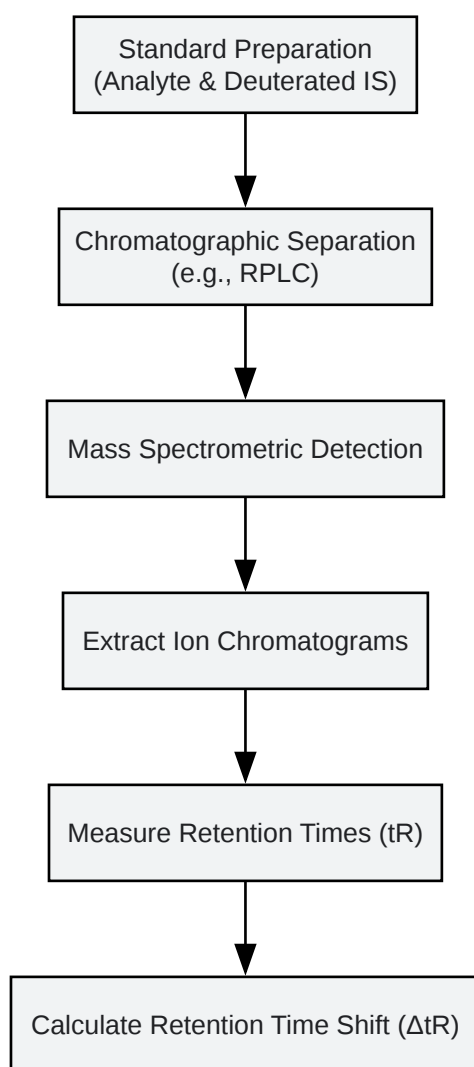 Standard Preparation
(Analyte & Deuterated IS)
Chromatographic Separation
(e.g., RPLC)
Mass Spectrometric Detection
Extract Ion Chromatograms
Measure Retention Times (tR)
Calculate Retention Time Shift (ΔtR)